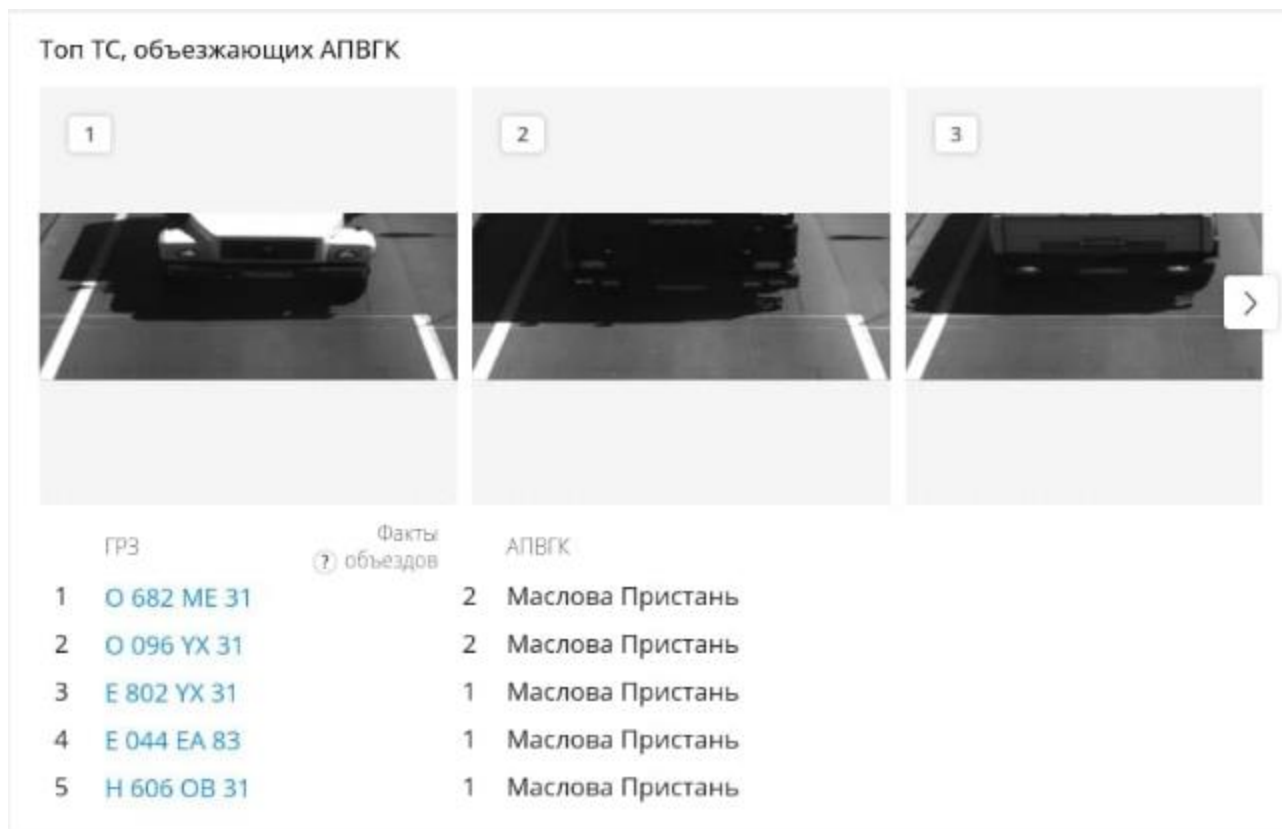 Топ ТС, объезжающих АПВГК
1
2
3
ГРЗ
Факты
? объездов
АПВГК
1 О 682 МЕ 31 2 Маслова Пристань
2 О 096 УХ 31 2 Маслова Пристань
3 Е 802 УХ 31 1 Маслова Пристань
4 Е 044 ЕА 83 1 Маслова Пристань
5 Н 606 ОВ 31 1 Маслова Пристань